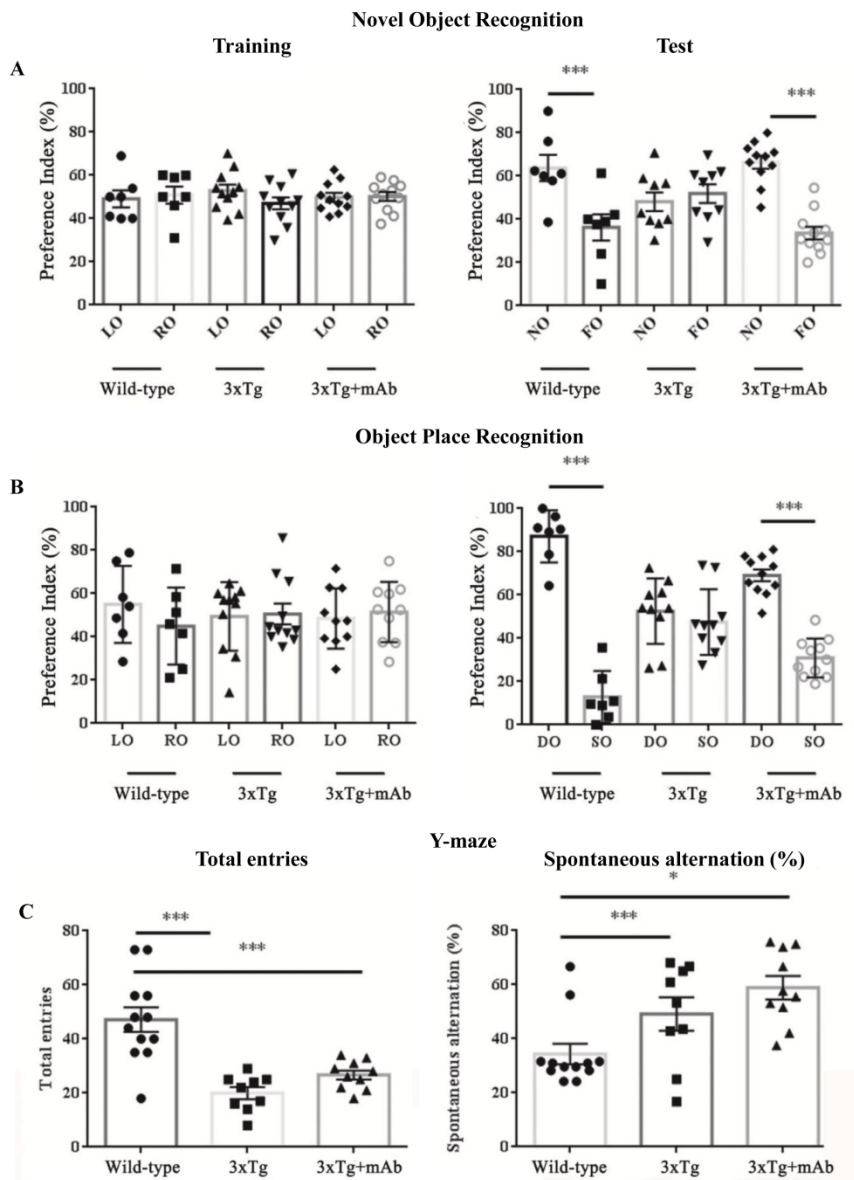 Novel Object Recognition
Training
Test
A
***
***
Preference Index (%)
100
80
60
40
20
0
LO RO LO RO LO RO
Wild-type 3xTg 3xTg+mAb
Preference Index (%)
100
80
60
40
20
0
NO FO NO FO NO FO
Wild-type 3xTg 3xTg+mAb
Object Place Recognition
B
***
***
Preference Index (%)
100
80
60
40
20
0
LO RO LO RO LO RO
Wild-type 3xTg 3xTg+mAb
Preference Index (%)
100
80
60
40
20
0
DO SO DO SO DO SO
Wild-type 3xTg 3xTg+mAb
Y-maze
Total entries
Spontaneous alternation (%)
C
***
***
Total entries
80
60
40
20
0
Wild-type 3xTg 3xTg+mAb
*
***
Spontaneous alternation (%)
80
60
40
20
0
Wild-type 3xTg 3xTg+mAb